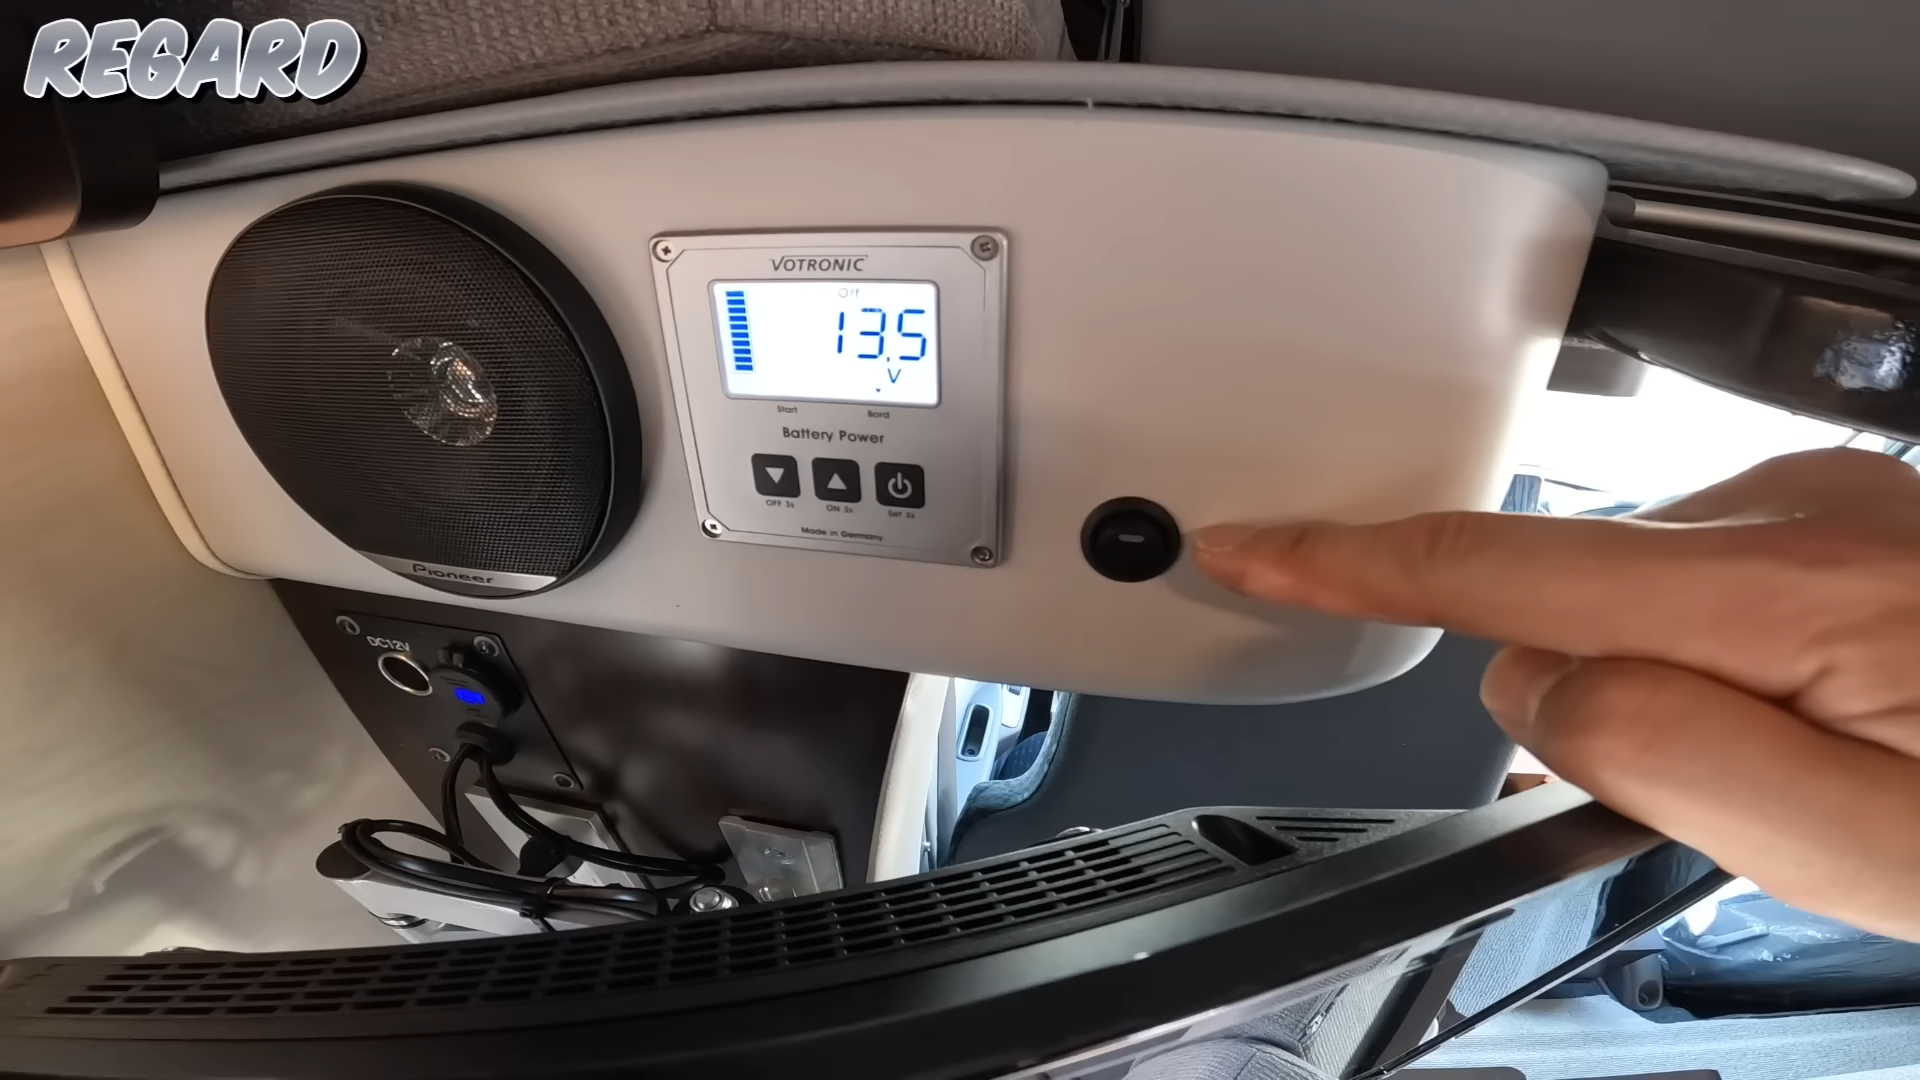 REGARD
VOTRONIC
Off
13.5
V
Start Bord
Battery Power
OFF 3s ON 3s Set 3s
Made in Germany
Pioneer
DC12V